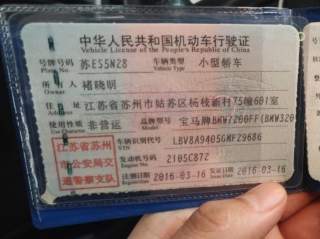 中华人民共和国机动车行驶证
Vehicle License of the People's Republic of China
号牌号码 苏E55N28 车辆类型 小型轿车
Plate No. Vehicle Type
所有人 褚晓明
Owner
住址 江苏省苏州市姑苏区杨枝新村75幢601室
Address
使用性质 非营运 品牌型号 宝马牌BMW7200FF(BMW320
Use Character
江苏省苏州 车辆识别代号 LBV8A9405GMF29686
VIN
市公安局交 发动机号码 2105C872
Engine No.
通警察支队 注册日期 2016-03-16 发证日期 2016-03-16
Register Date Issue Date